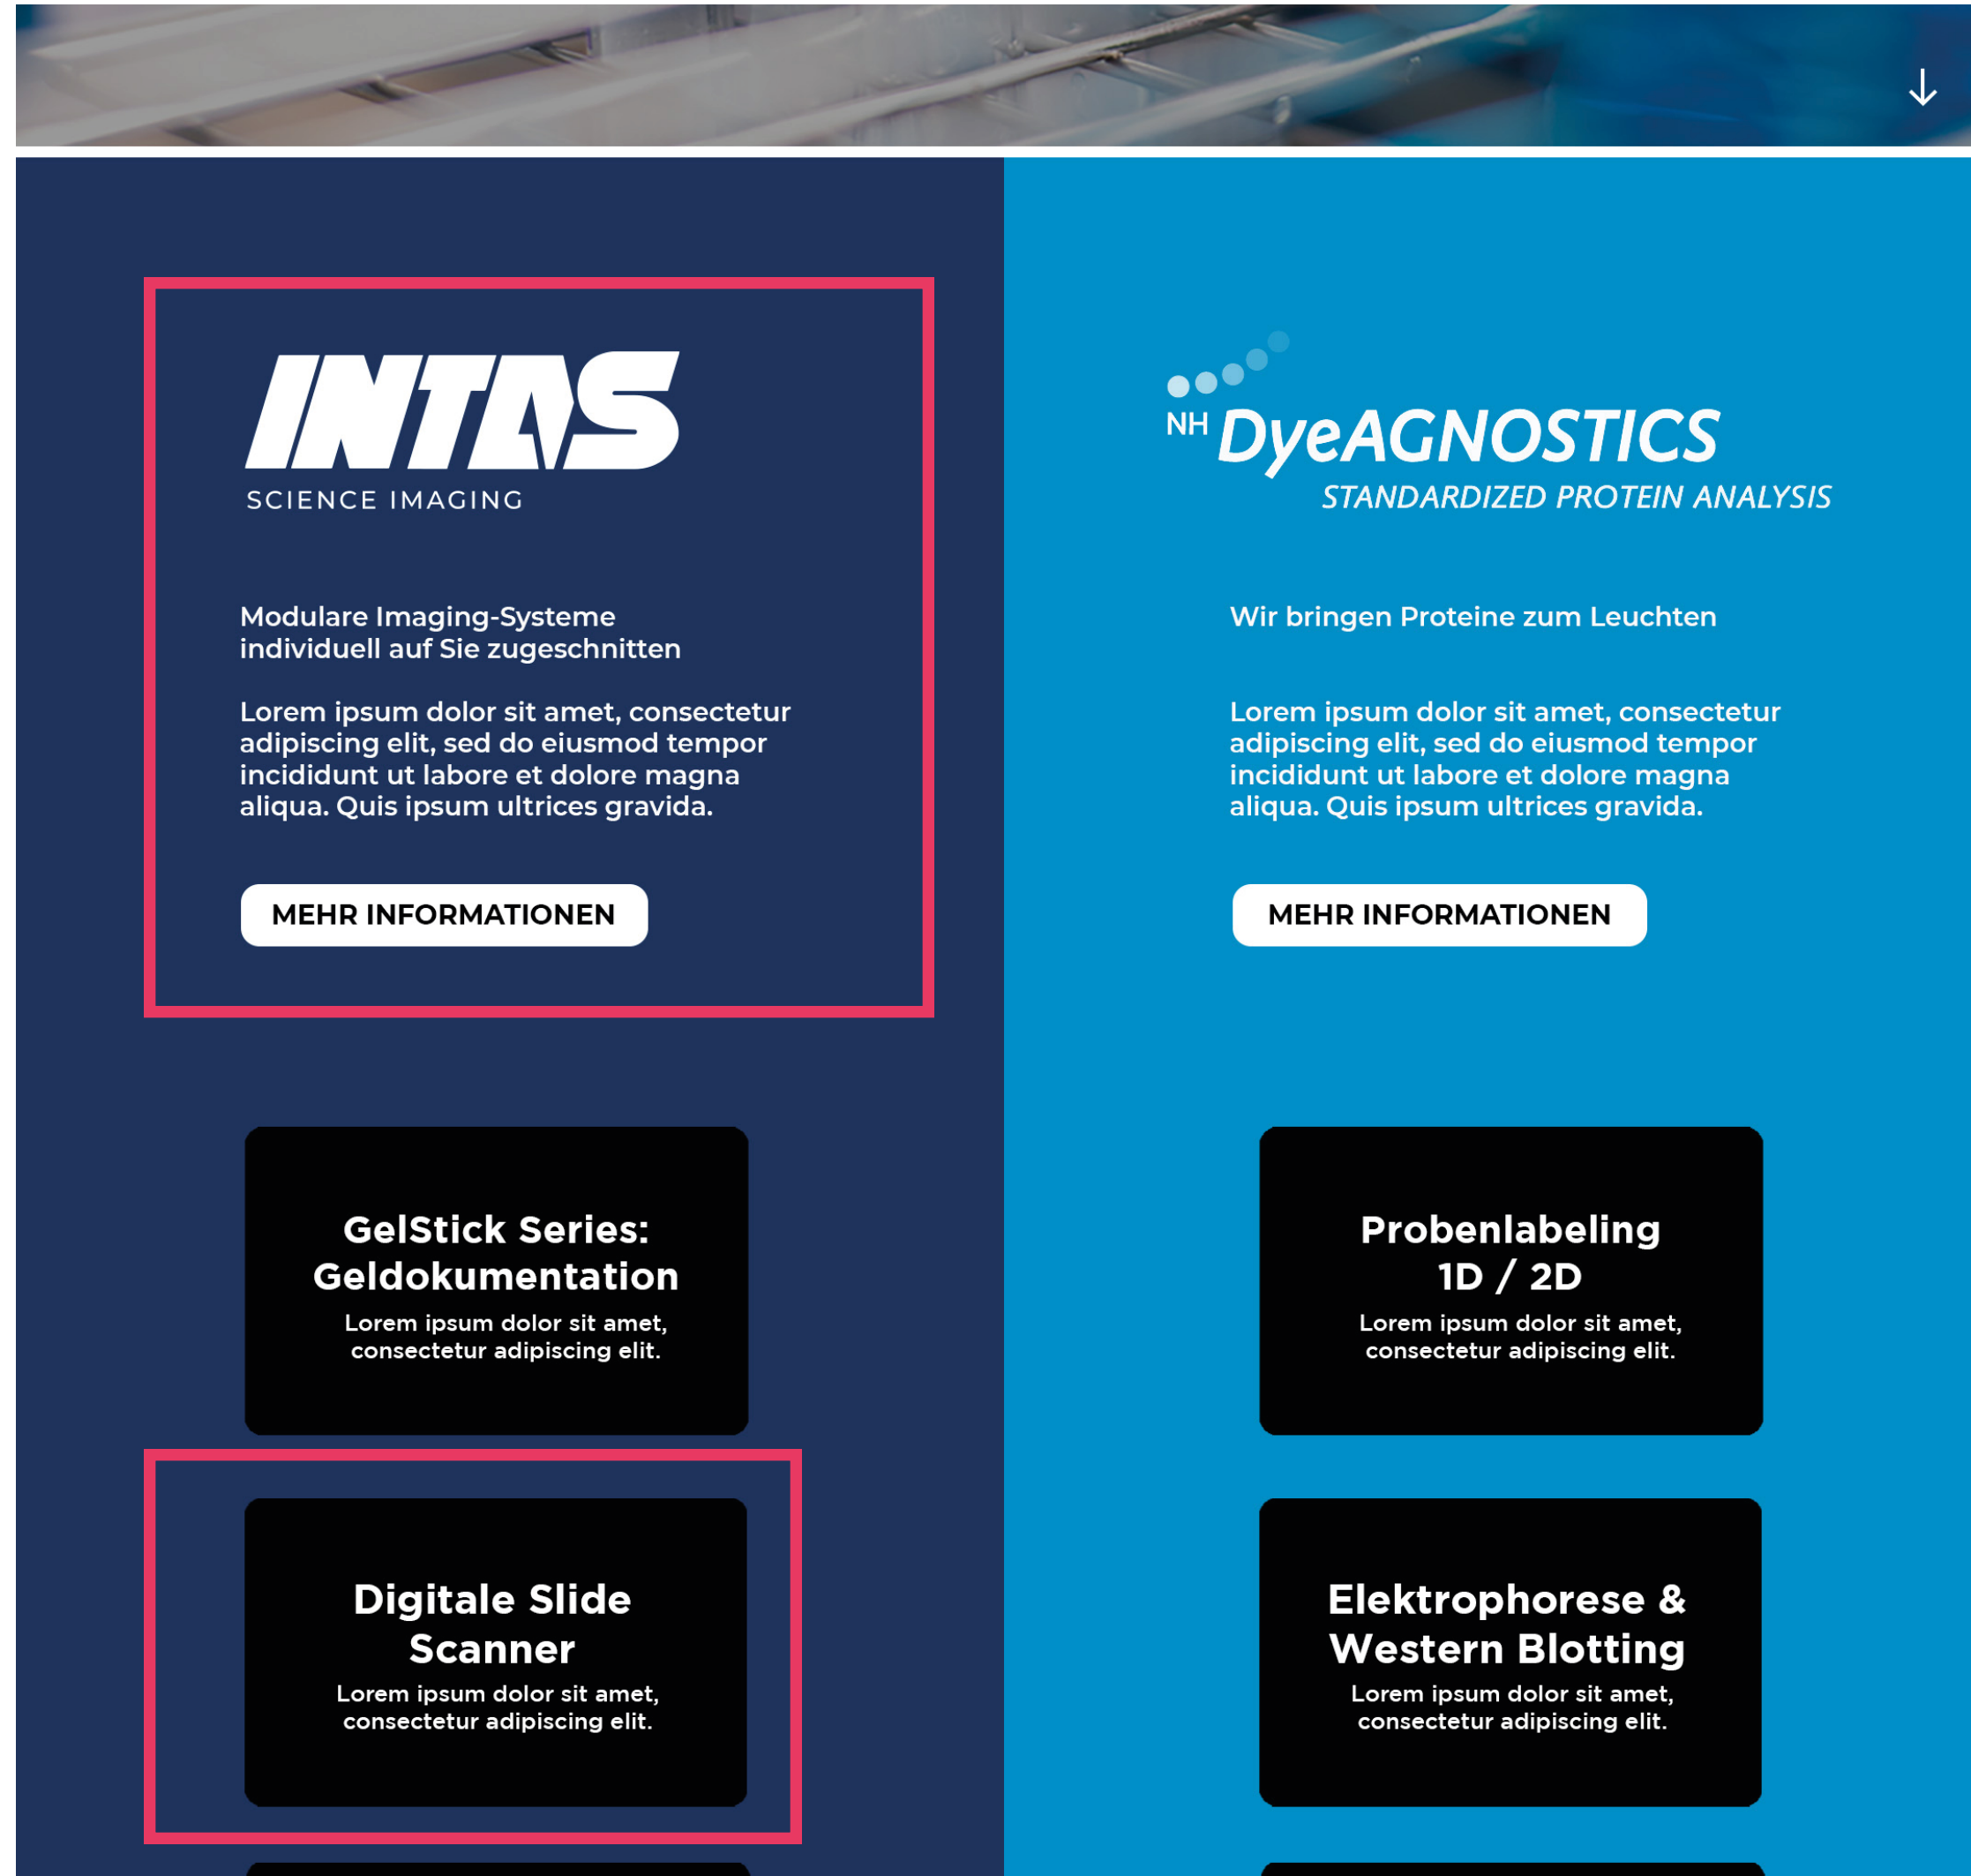 INTAS
SCIENCE IMAGING
Modulare Imaging-Systeme
individuell auf Sie zugeschnitten
Lorem ipsum dolor sit amet, consectetur
adipiscing elit, sed do eiusmod tempor
incididunt ut labore et dolore magna
aliqua. Quis ipsum ultrices gravida.
MEHR INFORMATIONEN
GelStick Series:
Geldokumentation
Lorem ipsum dolor sit amet,
consectetur adipiscing elit.
Digitale Slide
Scanner
Lorem ipsum dolor sit amet,
consectetur adipiscing elit.
NH DyeAGNOSTICS
STANDARDIZED PROTEIN ANALYSIS
Wir bringen Proteine zum Leuchten
Lorem ipsum dolor sit amet, consectetur
adipiscing elit, sed do eiusmod tempor
incididunt ut labore et dolore magna
aliqua. Quis ipsum ultrices gravida.
MEHR INFORMATIONEN
Probenlabeling
1D / 2D
Lorem ipsum dolor sit amet,
consectetur adipiscing elit.
Elektrophorese &
Western Blotting
Lorem ipsum dolor sit amet,
consectetur adipiscing elit.